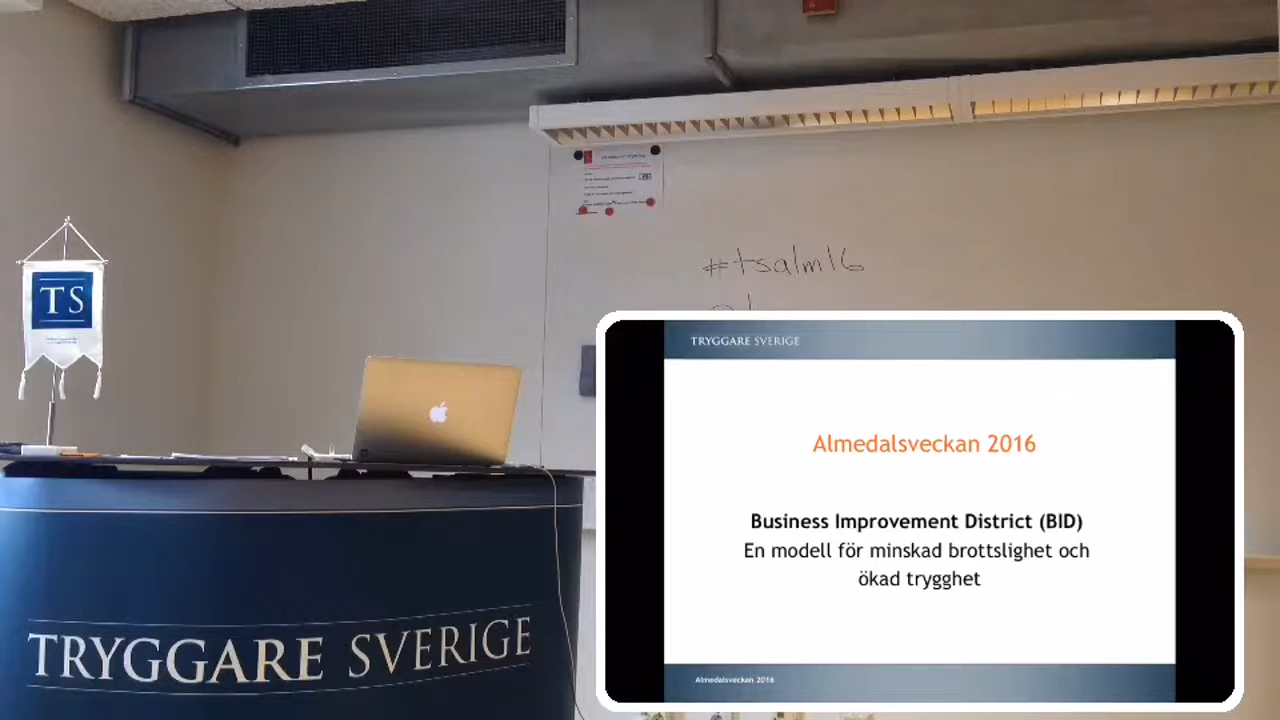 #tsalm16
TS
TRYGGARE SVERIGE
TRYGGARE SVERIGE
Almedalsveckan 2016
Business Improvement District (BID)
En modell för minskad brottslighet och
ökad trygghet
Almedalsveckan 2016